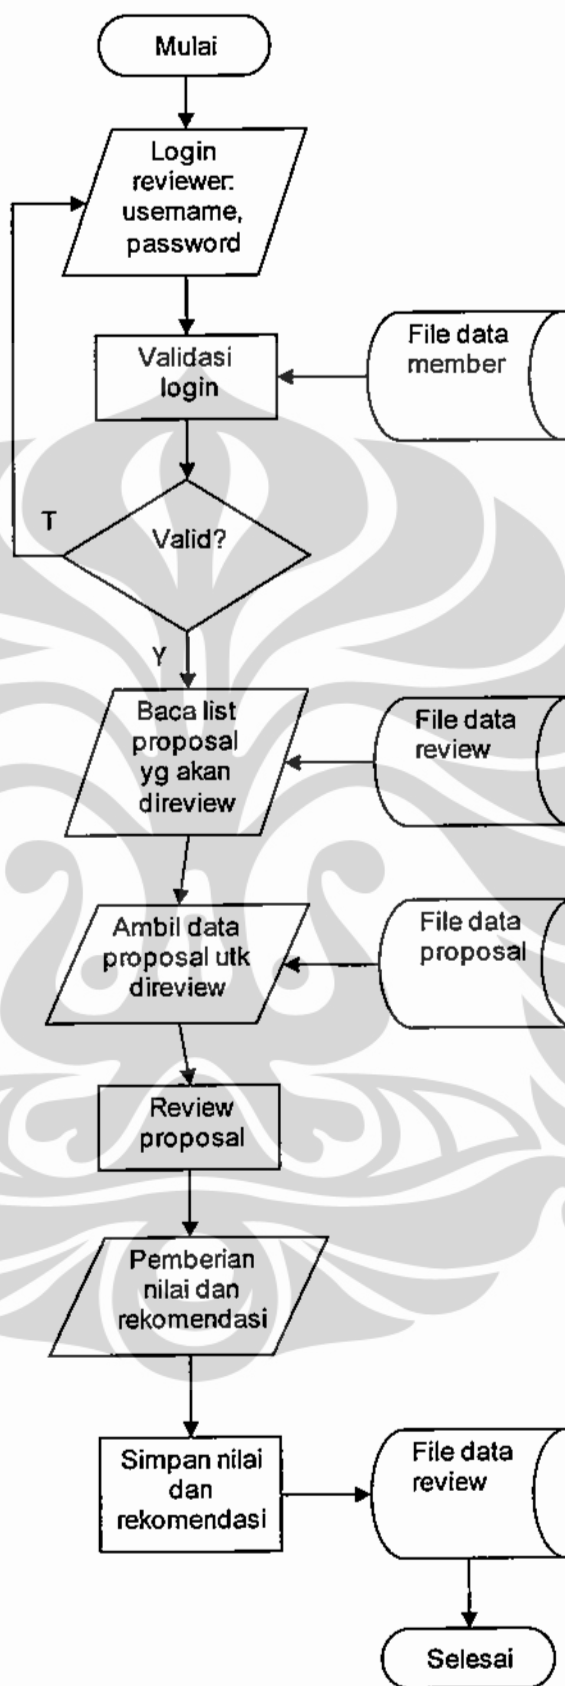 Mulai
Login
reviewer:
username,
password
Validasi
login
File data
member
T
Valid?
Y
Baca list
proposal
yg akan
direview
File data
review
Ambil data
proposal utk
direview
File data
proposal
Review
proposal
Pemberian
nilai dan
rekomendasi
Simpan nilai
dan
rekomendasi
File data
review
Selesai